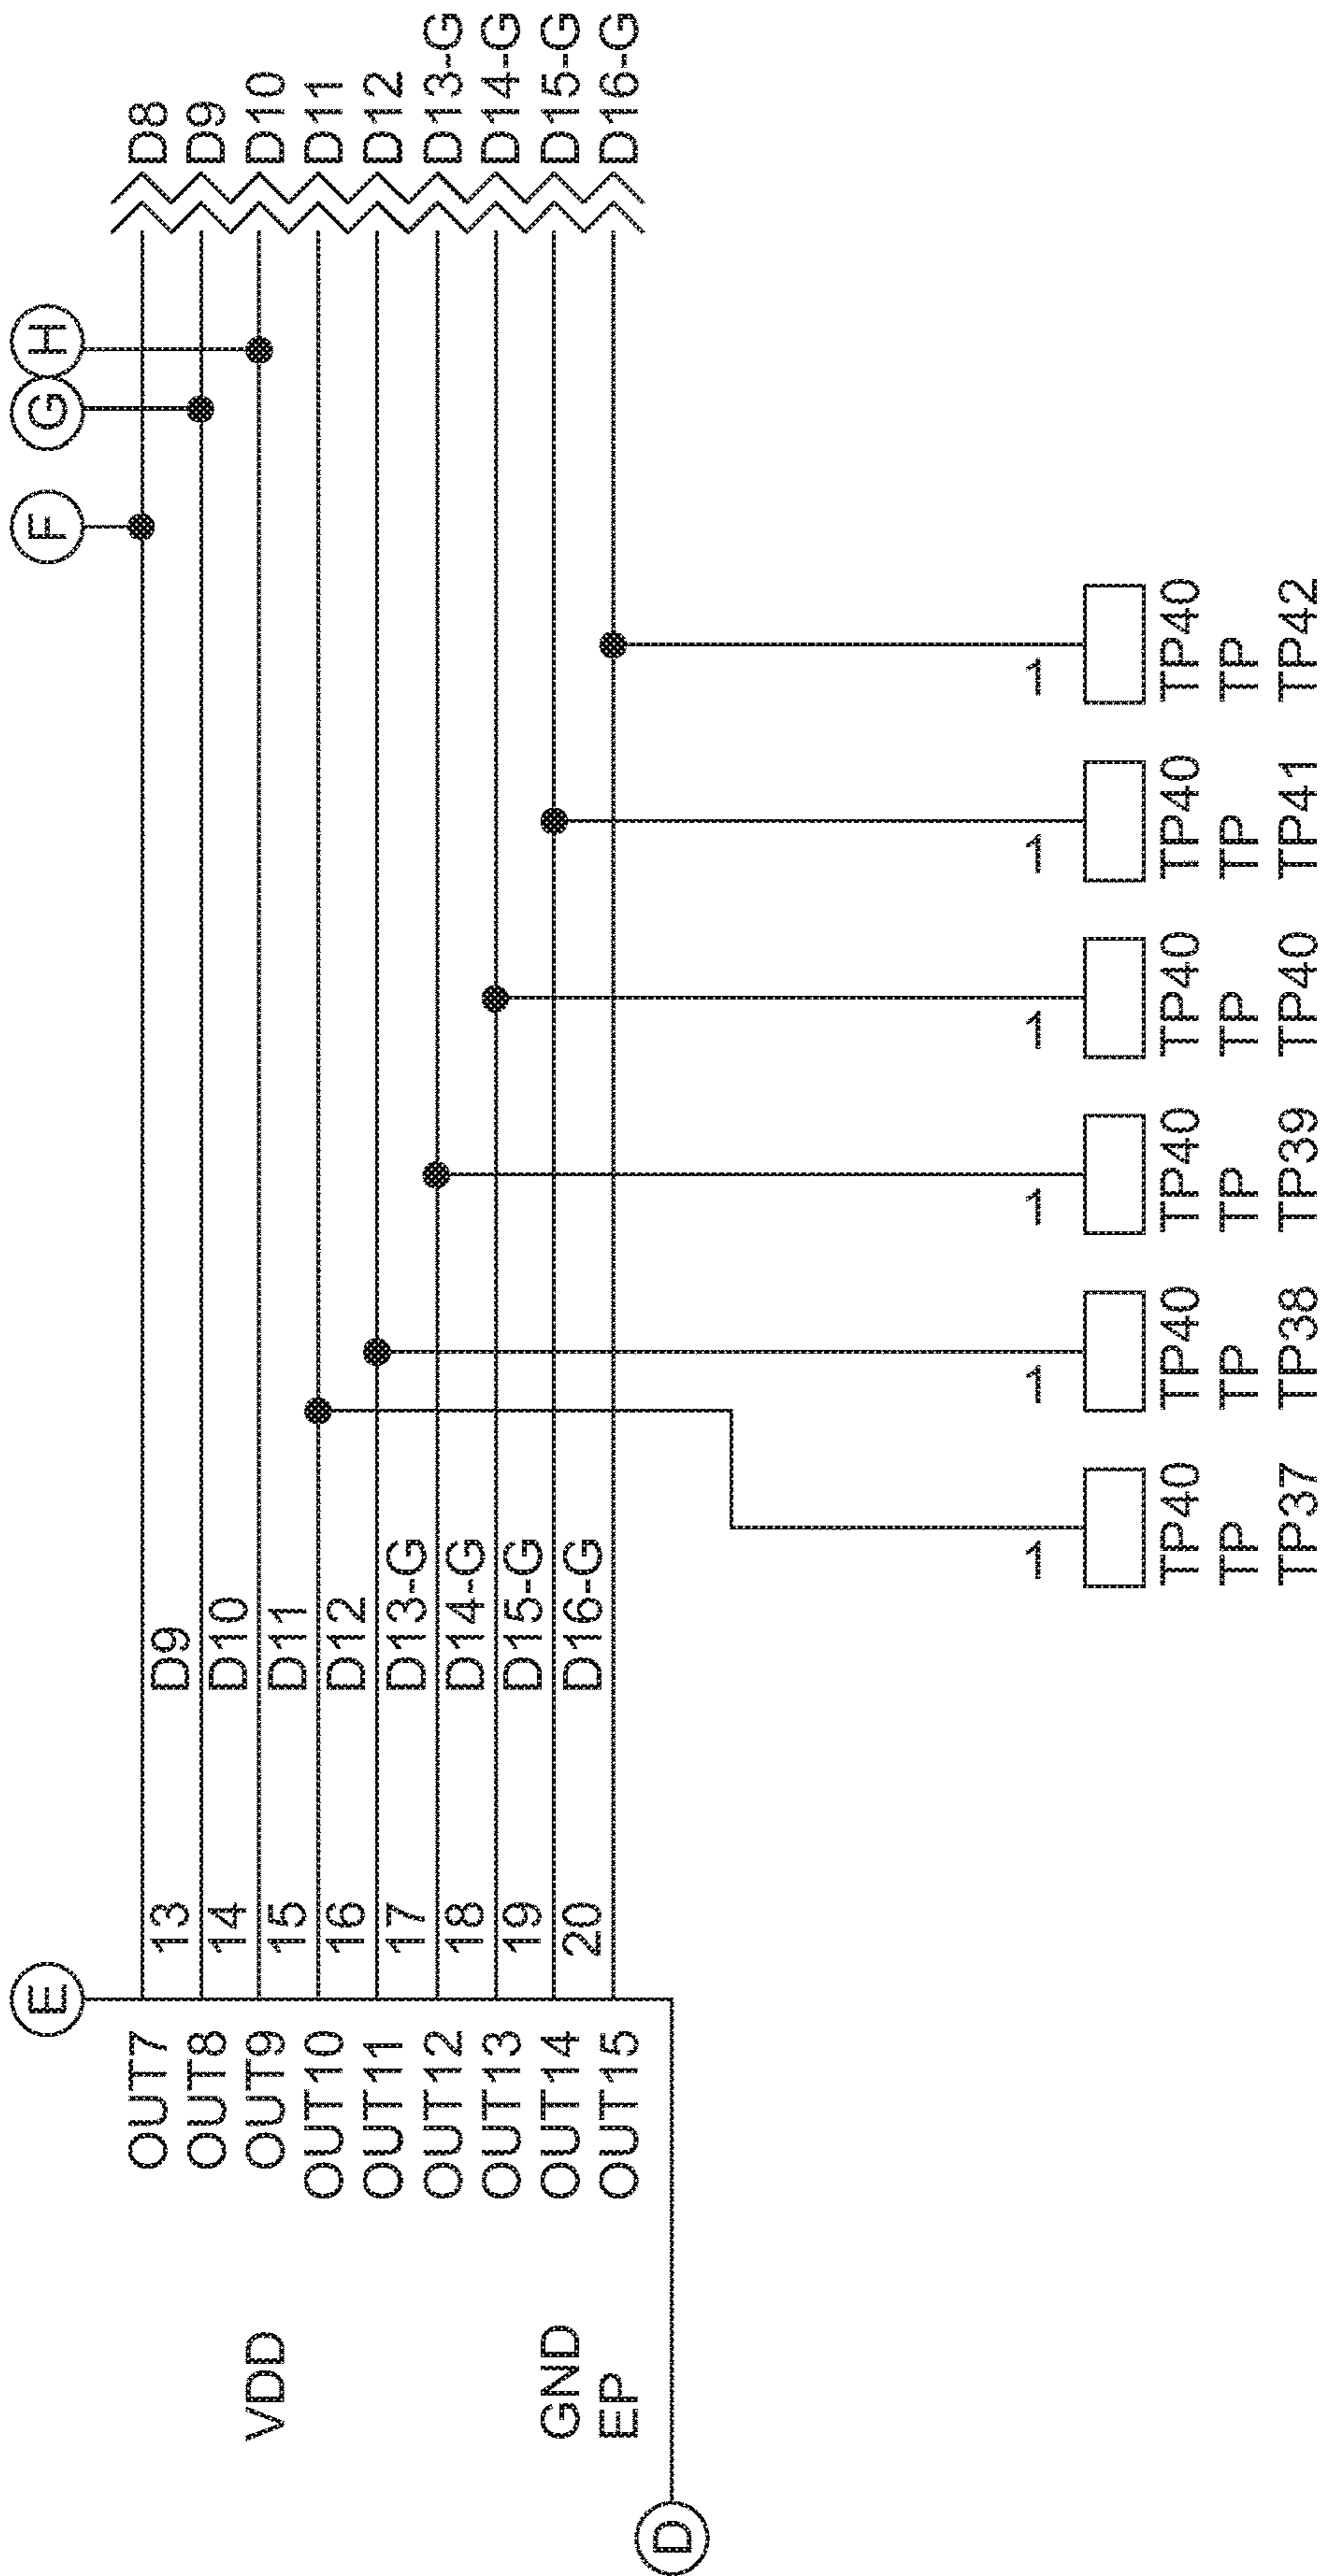 E
F
G
H
OUT7
D8
OUT8
13
D9
D9
VDD
OUT9
14
D10
D10
OUT10
15
D11
D11
OUT11
16
D12
D12
OUT12
17
D13-G
D13-G
OUT13
18
D14-G
D14-G
GND
OUT14
19
D15-G
D15-G
EP
OUT15
20
D16-G
D16-G
D
1
1
1
1
1
1
TP40
TP40
TP40
TP40
TP40
TP40
TP
TP
TP
TP
TP
TP
TP37
TP38
TP39
TP40
TP41
TP42